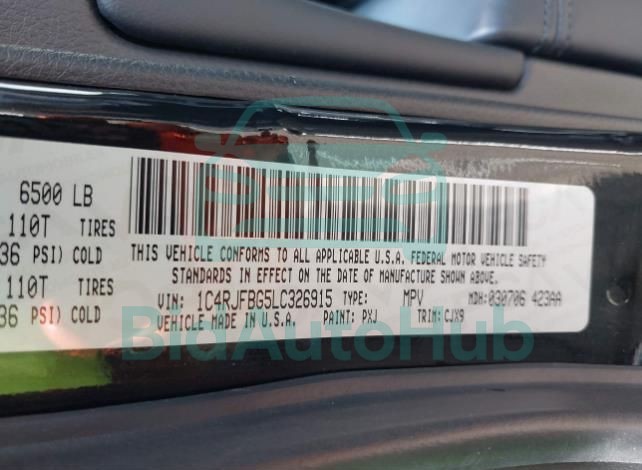 6500 LB
110T TIRES
36 PSI) COLD
110T TIRES
36 PSI) COLD
THIS VEHICLE CONFORMS TO ALL APPLICABLE U.S.A. FEDERAL MOTOR VEHICLE SAFETY
STANDARDS IN EFFECT ON THE DATE OF MANUFACTURE SHOWN ABOVE.
VIN: 1C4RJFBG5LC326915 TYPE: MPV MDH: 030706 423AA
VEHICLE MADE IN U.S.A. PAINT: PXJ TRIM: CJX9
BidAutoHub